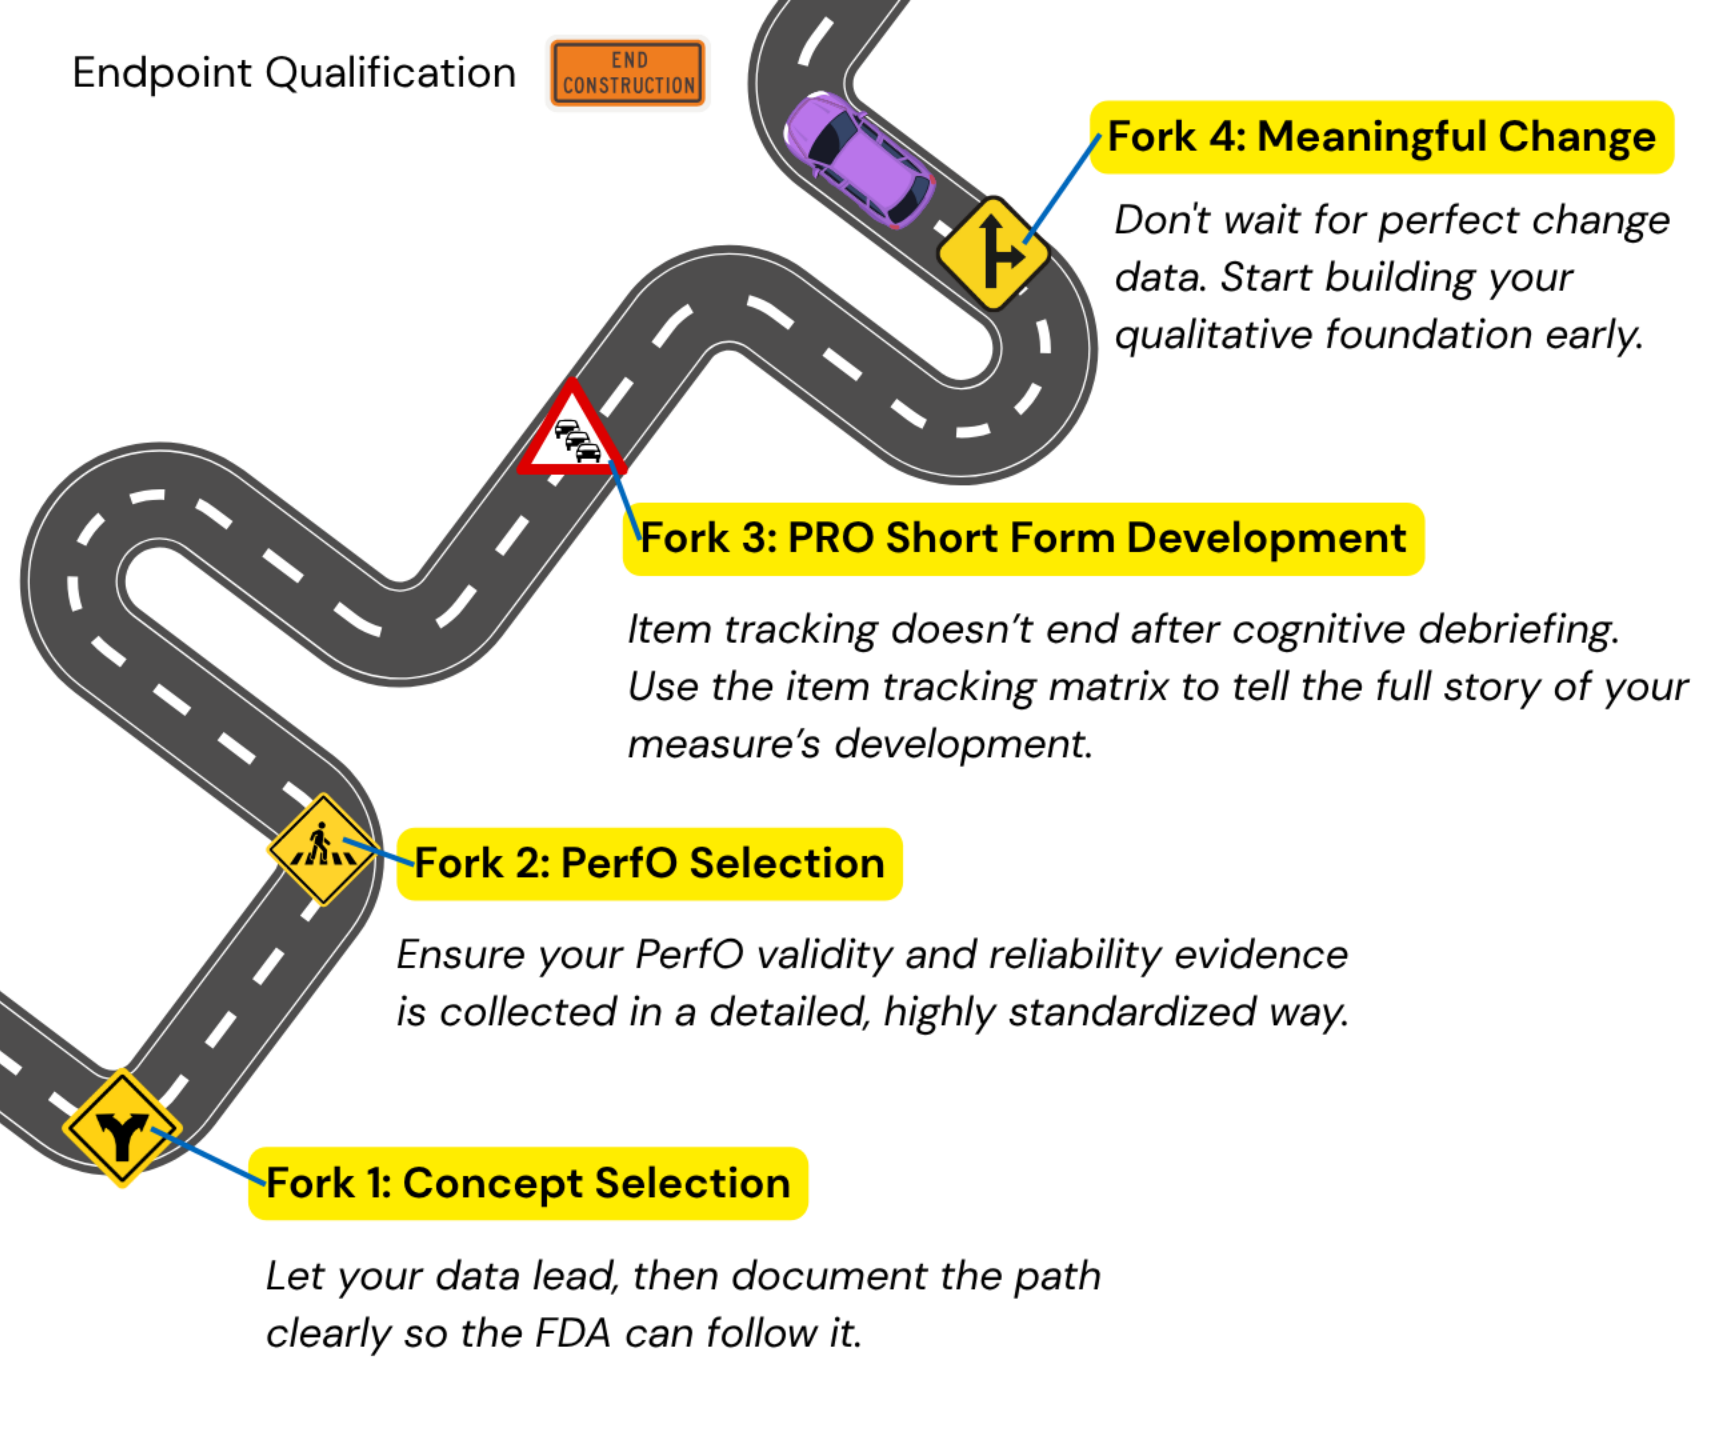 Endpoint Qualification
END
CONSTRUCTION
Fork 4: Meaningful Change
Don't wait for perfect change
data. Start building your
qualitative foundation early.
Fork 3: PRO Short Form Development
Item tracking doesn’t end after cognitive debriefing.
Use the item tracking matrix to tell the full story of your
measure’s development.
Fork 2: PerfO Selection
Ensure your PerfO validity and reliability evidence
is collected in a detailed, highly standardized way.
Fork 1: Concept Selection
Let your data lead, then document the path
clearly so the FDA can follow it.